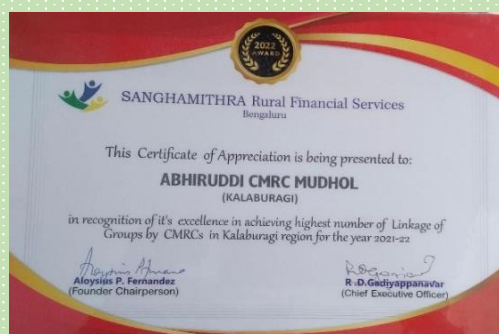 2022
AWARD
SANGHAMITHRA Rural Financial Services
Bengaluru
This Certificate of Appreciation is being presented to:
ABHIRUDDI CMRC MUDHOL
(KALABURAGI)
in recognition of it's excellence in achieving highest number of Linkage of
Groups by CMRCs in Kalaburagi region for the year 2021-22
Aloysius P. Fernandez
(Founder Chairperson)
R .D.Gadiyappanavar
(Chief Executive Officer)